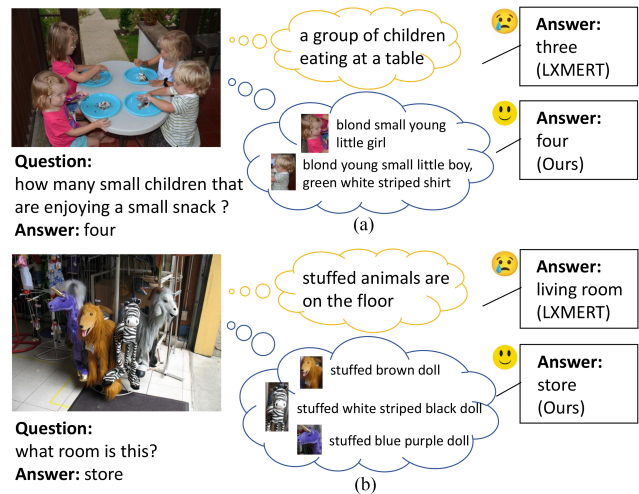 a group of children
eating at a table
Answer:
three
(LXMERT)
blond small young
little girl
blond young small little boy,
green white striped shirt
Answer:
four
(Ours)
Question:
how many small children that
are enjoying a small snack ?
Answer: four
(a)
stuffed animals are
on the floor
Answer:
living room
(LXMERT)
stuffed brown doll
stuffed white striped black doll
stuffed blue purple doll
Answer:
store
(Ours)
Question:
what room is this?
Answer: store
(b)